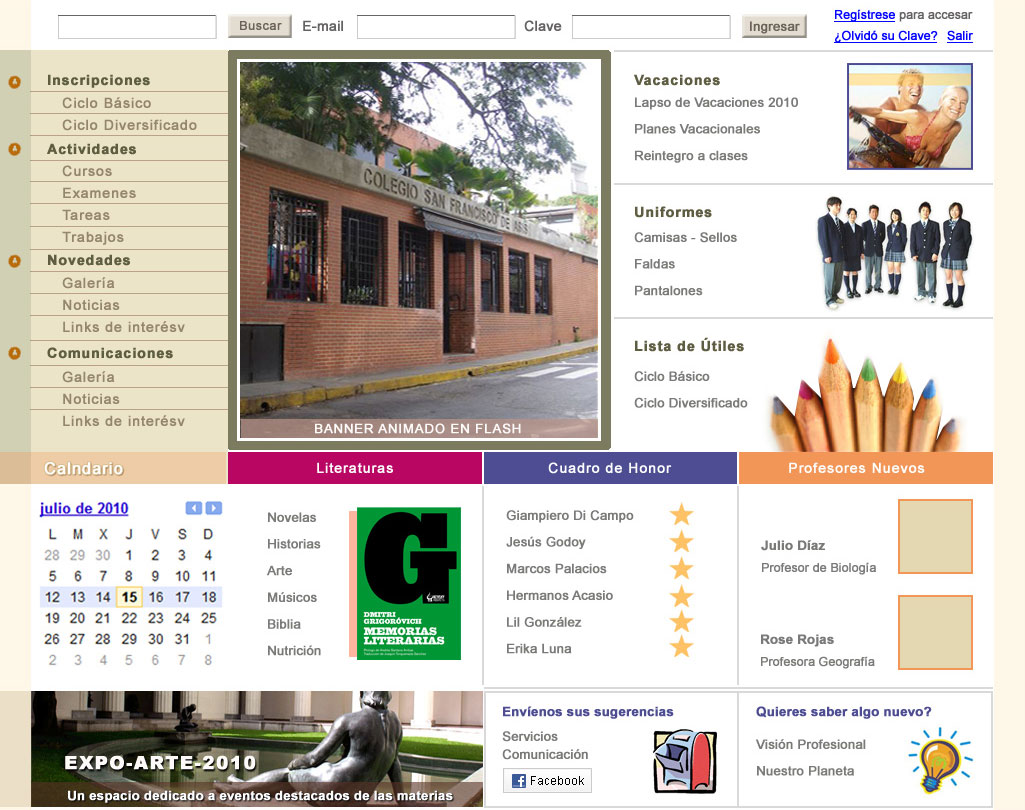 Buscar E-mail Clave Ingresar Regístrese para accesar
¿Olvidó su Clave? Salir
Inscripciones
Ciclo Básico
Ciclo Diversificado
Actividades
Cursos
Examenes
Tareas
Trabajos
Novedades
Galería
Noticias
Links de interésv
Comunicaciones
Galería
Noticias
Links de interésv
COLEGIO SAN FRANCISCO DE ASIS
BANNER ANIMADO EN FLASH
Vacaciones
Lapso de Vacaciones 2010
Planes Vacacionales
Reintegro a clases
Uniformes
Camisas - Sellos
Faldas
Pantalones
Lista de Útiles
Ciclo Básico
Ciclo Diversificado
Calndario
julio de 2010
L M X J V S D
28 29 30 1 2 3 4
5 6 7 8 9 10 11
12 13 14 15 16 17 18
19 20 21 22 23 24 25
26 27 28 29 30 31 1
2 3 4 5 6 7 8
Literaturas
Novelas
Historias
Arte
Músicos
Biblia
Nutrición
G
DMITRI
GRIGORÓVICH
MEMORIAS
LITERARIAS
Cuadro de Honor
Giampiero Di Campo
Jesús Godoy
Marcos Palacios
Hermanos Acasio
Lil González
Erika Luna
Profesores Nuevos
Julio Díaz
Profesor de Biología
Rose Rojas
Profesora Geografía
EXPO-ARTE-2010
Un espacio dedicado a eventos destacados de las materias
Envíenos sus sugerencias
Servicios
Comunicación
Facebook
Quieres saber algo nuevo?
Visión Profesional
Nuestro Planeta